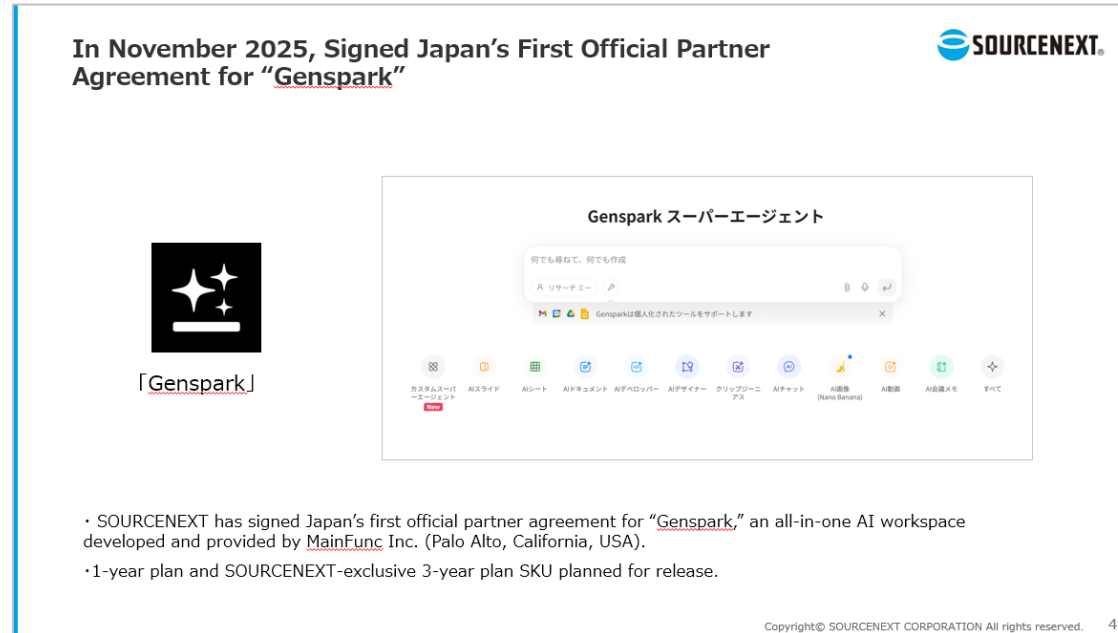 In November 2025, Signed Japan's First Official Partner
Agreement for "Genspark"
SOURCENEXT®
Genspark スーパーエージェント
何でも尋ねて、何でも作成
リサーチ ミー
Gensparkは個人化されたツールをサポートします
カスタムスーパ
ーエージェント
New
AIスライド
AIシート
AIドキュメント
AIデベロッパー
AIデザイナー
クリップジーニ
アス
AIチャット
AI画像
(Nano Banana)
AI動画
AI会議メモ
すべて
「Genspark」
・ SOURCENEXT has signed Japan's first official partner agreement for "Genspark," an all-in-one AI workspace
developed and provided by MainFunc Inc. (Palo Alto, California, USA).
・1-year plan and SOURCENEXT-exclusive 3-year plan SKU planned for release.
Copyright© SOURCENEXT CORPORATION All rights reserved. 4